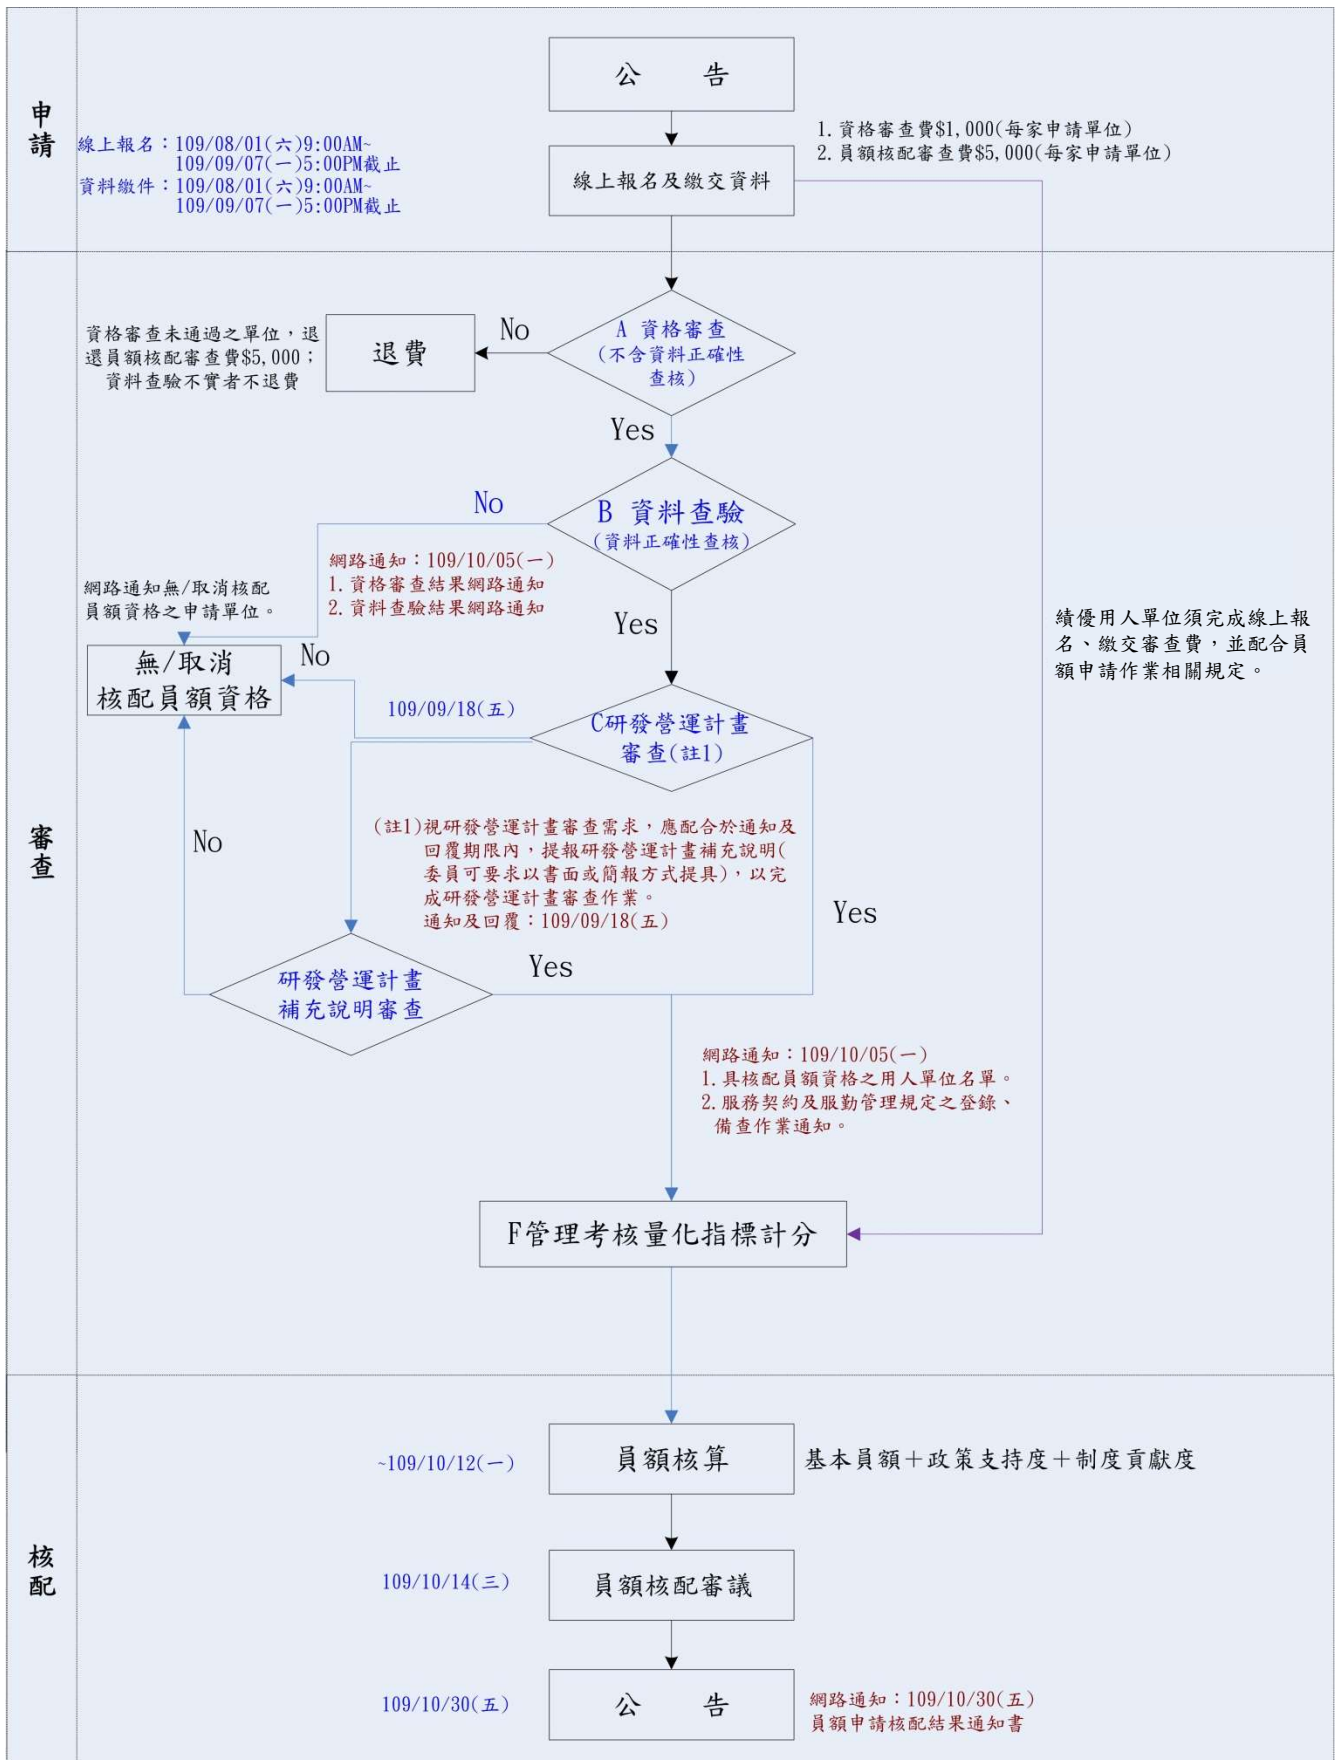 申請
公　　告
線上報名：109/08/01(六)9:00AM~
109/09/07(一)5:00PM截止
資料繳件：109/08/01(六)9:00AM~
109/09/07(一)5:00PM截止
1. 資格審查費$1,000(每家申請單位)
2. 員額核配審查費$5,000(每家申請單位)
線上報名及繳交資料
審查
A 資格審查
(不含資料正確性
查核)
No
退費
資格審查未通過之單位，退
還員額核配審查費$5,000；
資料查驗不實者不退費
Yes
B 資料查驗
(資料正確性查核)
No
網路通知：109/10/05(一)
1. 資格審查結果網路通知
2. 資料查驗結果網路通知
網路通知無/取消核配
員額資格之申請單位。
Yes
績優用人單位須完成線上報
名、繳交審查費，並配合員
額申請作業相關規定。
無/取消
核配員額資格
No
109/09/18(五)
C研發營運計畫
審查(註1)
No
(註1)視研發營運計畫審查需求，應配合於通知及
回覆期限內，提報研發營運計畫補充說明(
委員可要求以書面或簡報方式提具)，以完
成研發營運計畫審查作業。
通知及回覆：109/09/18(五)
Yes
研發營運計畫
補充說明審查
Yes
網路通知：109/10/05(一)
1. 具核配員額資格之用人單位名單。
2. 服務契約及服勤管理規定之登錄、
備查作業通知。
F管理考核量化指標計分
核配
~109/10/12(一)
員額核算
基本員額＋政策支持度＋制度貢獻度
109/10/14(三)
員額核配審議
109/10/30(五)
公　　告
網路通知：109/10/30(五)
員額申請核配結果通知書